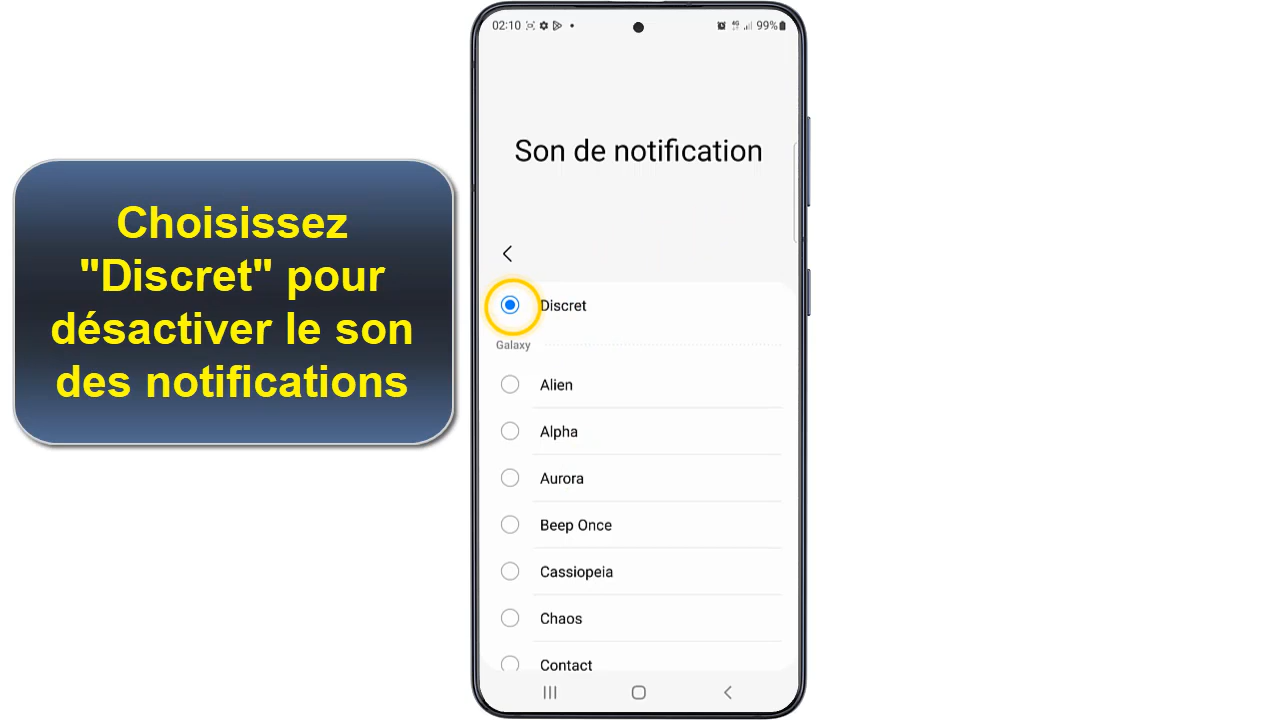 Choisissez
"Discret" pour
désactiver le son
des notifications
02:10
4G
99%
Son de notification
Discret
Galaxy
Alien
Alpha
Aurora
Beep Once
Cassiopeia
Chaos
Contact